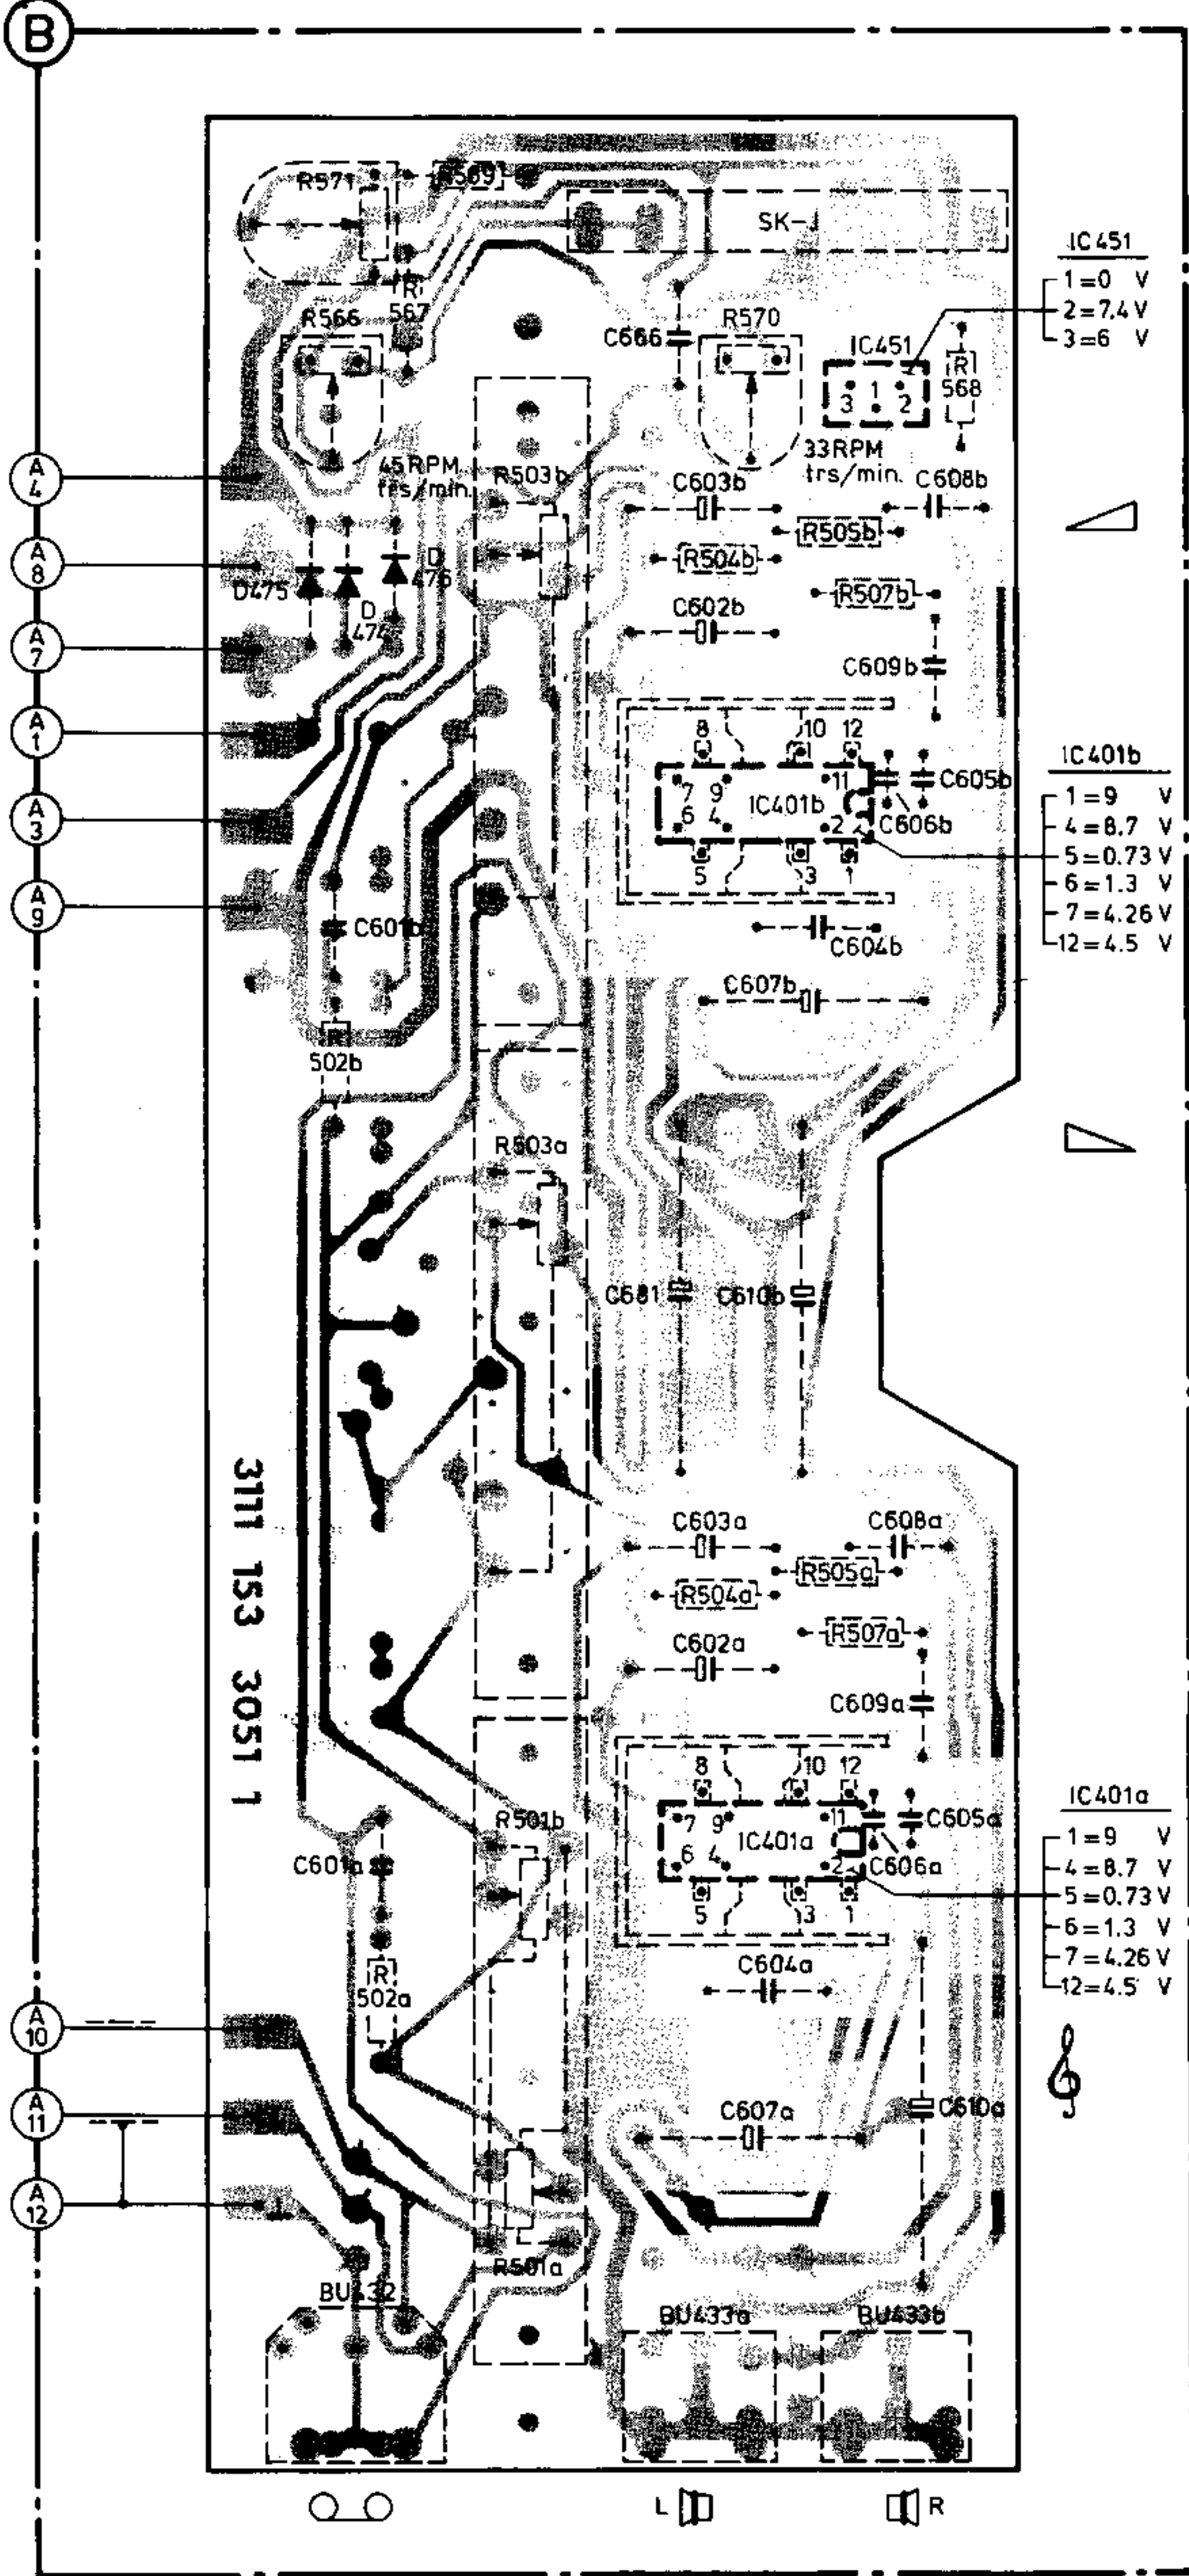 B
R571
R569
SK-J
R
567
R566
C666
R570
IC451
3 1 2
R
568
IC451
1=0 V
2=7.4 V
3=6 V
A
4
45 RPM
trs/min.
R503b
33RPM
trs/min.
C603b
C608b
R505b
A
8
D475
D
476
R504b
R507b
D
474
C602b
A
7
C609b
A
1
8 10 12
7 9 11
IC401b
6 4 2
5 3 1
C605b
C606b
IC401b
1=9 V
4=8.7 V
5=0.73 V
6=1.3 V
7=4.26 V
12=4.5 V
A
3
A
9
C601b
C604b
C607b
R
502b
R503a
C681
C610b
3111 153 3051 1
C603a
C608a
R505a
R504a
R507a
C602a
C609a
8 10 12
7 9 11
IC401a
6 4 2
5 3 1
C605a
C606a
IC401a
1=9 V
4=8.7 V
5=0.73 V
6=1.3 V
7=4.26 V
12=4.5 V
R501b
C601a
R
502a
C604a
A
10
A
11
C607a
C610a
A
12
R501a
BU432
BU433a
BU433b
L
R